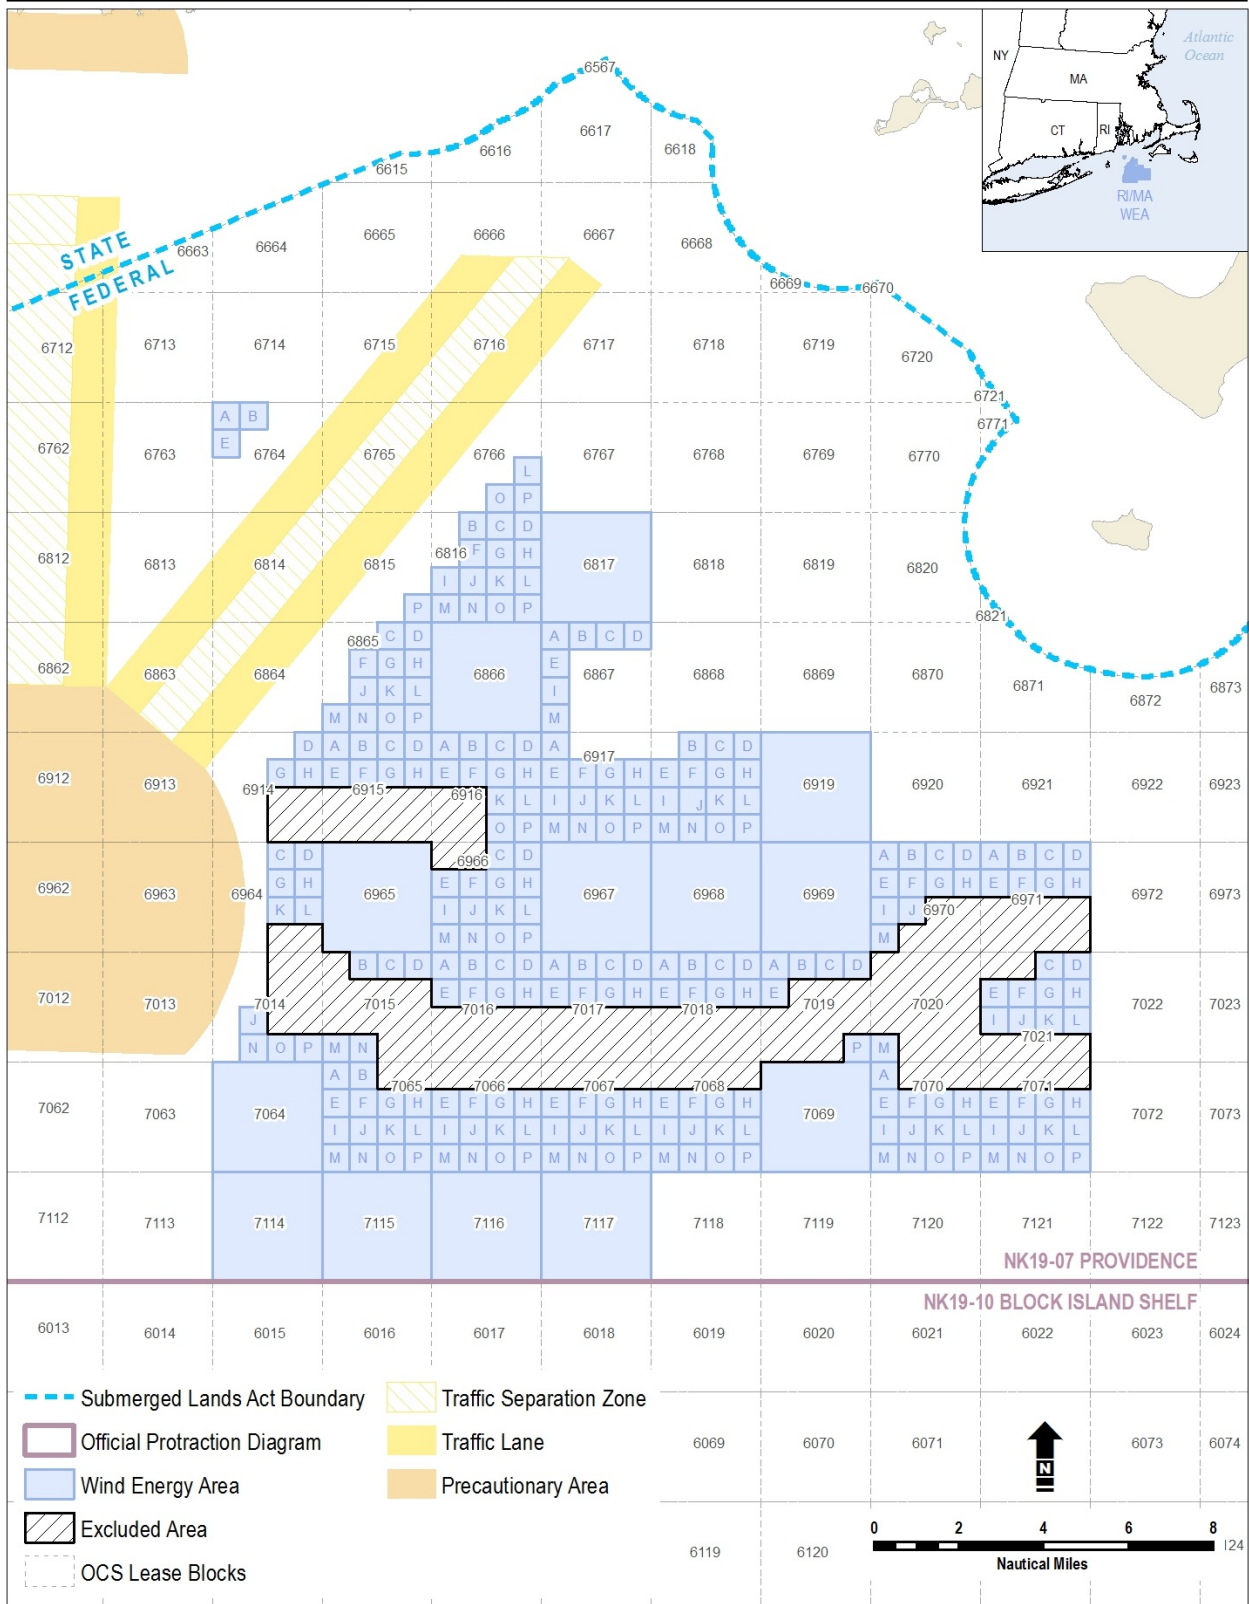 Atlantic
Ocean
NY
MA
CT
RI
RI/MA
WEA
6567
6617
6616
6618
6615
STATE
FEDERAL
6663
6664
6665
6666
6667
6668
6669
6670
6712
6713
6714
6715
6716
6717
6718
6719
6720
6721
6771
A B
E
6762
6763
6764
6765
6766
6767
6768
6769
6770
L
O P
B C D
6816 F G H
I J K L
P M N O P
6812
6813
6814
6815
6817
6818
6819
6820
6821
6865 C D
F G H
J K L
M N O P
A B C D
E
I
M
6862
6863
6864
6866
6867
6868
6869
6870
6871
6872
6873
D A B C D A B C D A
6917
B C D
G H E F G H E F G H E F G H E F G H
6912
6913
6914
6915
6916
K L I J K L I J K L
O P M N O P M N O P
6919
6920
6921
6922
6923
C D
G H
K L
6966
C D
E F G H
I J K L
M N O P
A B C D A B C D
E F G H E F G H
I J
M
6962
6963
6964
6965
6967
6968
6969
6970
6971
6972
6973
B C D A B C D A B C D A B C D A B C D
E F G H E F G H E F G H E
C D
E F G H
I J K L
7012
7013
7014
7015
7016
7017
7018
7019
7020
7021
7022
7023
J
N O P M N
P M
A B
A
7065
7066
7067
7068
7070
7071
E F G H E F G H E F G H E F G H
E F G H E F G H
7062
7063
7064
7069
7072
7073
I J K L I J K L I J K L I J K L
I J K L I J K L
M N O P M N O P M N O P M N O P
M N O P M N O P
7112
7113
7114
7115
7116
7117
7118
7119
7120
7121
7122
7123
NK19-07 PROVIDENCE
NK19-10 BLOCK ISLAND SHELF
6013
6014
6015
6016
6017
6018
6019
6020
6021
6022
6023
6024
Submerged Lands Act Boundary
Official Protraction Diagram
Wind Energy Area
Excluded Area
OCS Lease Blocks
Traffic Separation Zone
Traffic Lane
Precautionary Area
6069
6070
6071
6073
6074
N
6119
6120
0 2 4 6 8
Nautical Miles